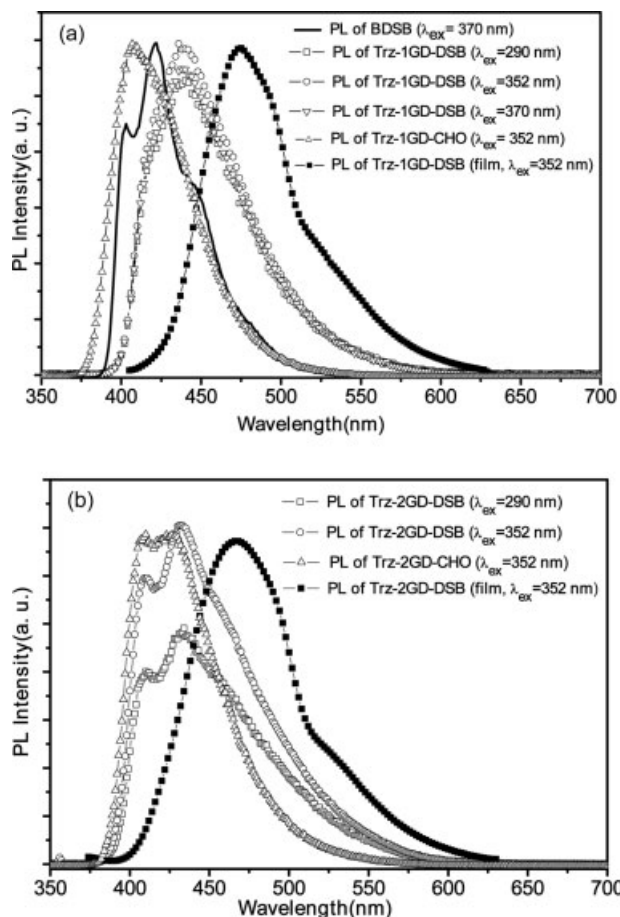 (a)
PL of BDSB (λex= 370 nm)
PL of Trz-1GD-DSB (λex=290 nm)
PL of Trz-1GD-DSB (λex=352 nm)
PL of Trz-1GD-DSB (λex=370 nm)
PL of Trz-1GD-CHO (λex= 352 nm)
PL of Trz-1GD-DSB (film, λex=352 nm)
PL Intensity(a. u.)
350 400 450 500 550 600 650 700
Wavelength(nm)
(b)
PL of Trz-2GD-DSB (λex=290 nm)
PL of Trz-2GD-DSB (λex=352 nm)
PL of Trz-2GD-CHO (λex=352 nm)
PL of Trz-2GD-DSB (film, λex=352 nm)
PL Intensity(a. u.)
350 400 450 500 550 600 650 700
Wavelength(nm)